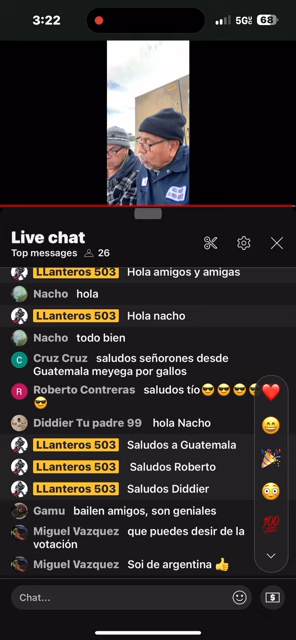 3:22
5G
68
Live chat
Top messages 26
LLanteros 503 Hola amigos y amigas
Nacho hola
LLanteros 503 Hola nacho
Nacho todo bien
C Cruz Cruz saludos señorones desde
Guatemala meyega por gallos
R Roberto Contreras saludos tío😎😎😎😎
😎
Diddier Tu padre 99 hola Nacho
LLanteros 503 Saludos a Guatemala
LLanteros 503 Saludos Roberto
LLanteros 503 Saludos Diddier
Gamu bailen amigos, son geniales
Miguel Vazquez que puedes desir de la
votación
Miguel Vazquez Soi de argentina 👍
💯
Chat...
$